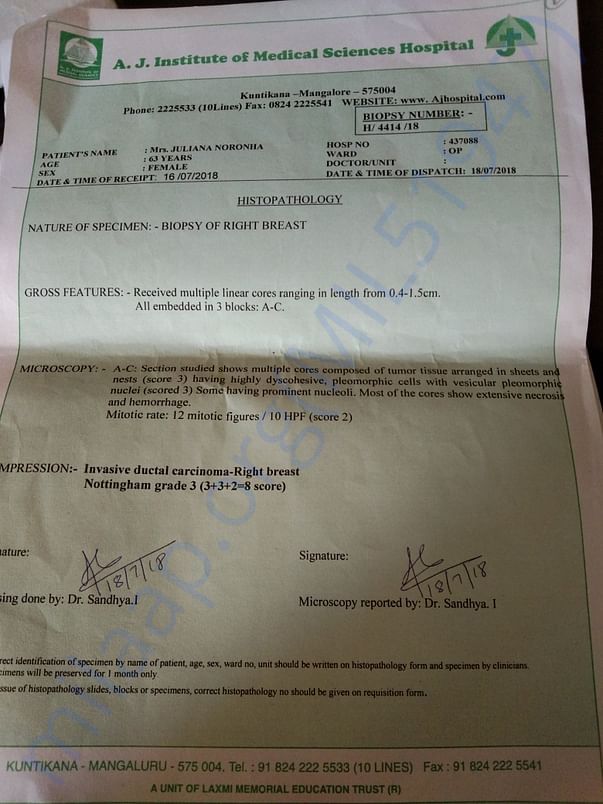 A. J. Institute of Medical Sciences Hospital
Kuntikana –Mangalore – 575004
Phone: 2225533 (10Lines) Fax: 0824 2225541 WEBSITE: www. Ajhospital.com
BIOPSY NUMBER: -
H/ 4414 /18
PATIENT'S NAME : Mrs. JULIANA NORONHA HOSP NO : 437088
AGE : 63 YEARS WARD : OP
SEX : FEMALE DOCTOR/UNIT :
DATE & TIME OF RECEIPT: 16 /07/2018 DATE & TIME OF DISPATCH: 18/07/2018
HISTOPATHOLOGY
NATURE OF SPECIMEN: - BIOPSY OF RIGHT BREAST
GROSS FEATURES: - Received multiple linear cores ranging in length from 0.4-1.5cm.
All embedded in 3 blocks: A-C.
MICROSCOPY: - A-C: Section studied shows multiple cores composed of tumor tissue arranged in sheets and
nests (score 3) having highly dyscohesive, pleomorphic cells with vesicular pleomorphic
nuclei (scored 3) Some having prominent nucleoli. Most of the cores show extensive necrosis
and hemorrhage.
Mitotic rate: 12 mitotic figures / 10 HPF (score 2)
MPRESSION:- Invasive ductal carcinoma-Right breast
Nottingham grade 3 (3+3+2=8 score)
ature: Signature:
18/7/18 18/7/18
sing done by: Dr. Sandhya.I Microscopy reported by: Dr. Sandhya. I
rect identification of specimen by name of patient, age, sex, ward no, unit should be written on histopathology form and specimen by clinicians.
cimens will be preserved for 1 month only
ssue of histopathology slides, blocks or specimens, correct histopathology no should be given on requisition form.
KUNTIKANA - MANGALURU - 575 004. Tel. : 91 824 222 5533 (10 LINES) Fax : 91 824 222 5541
A UNIT OF LAXMI MEMORIAL EDUCATION TRUST (R)